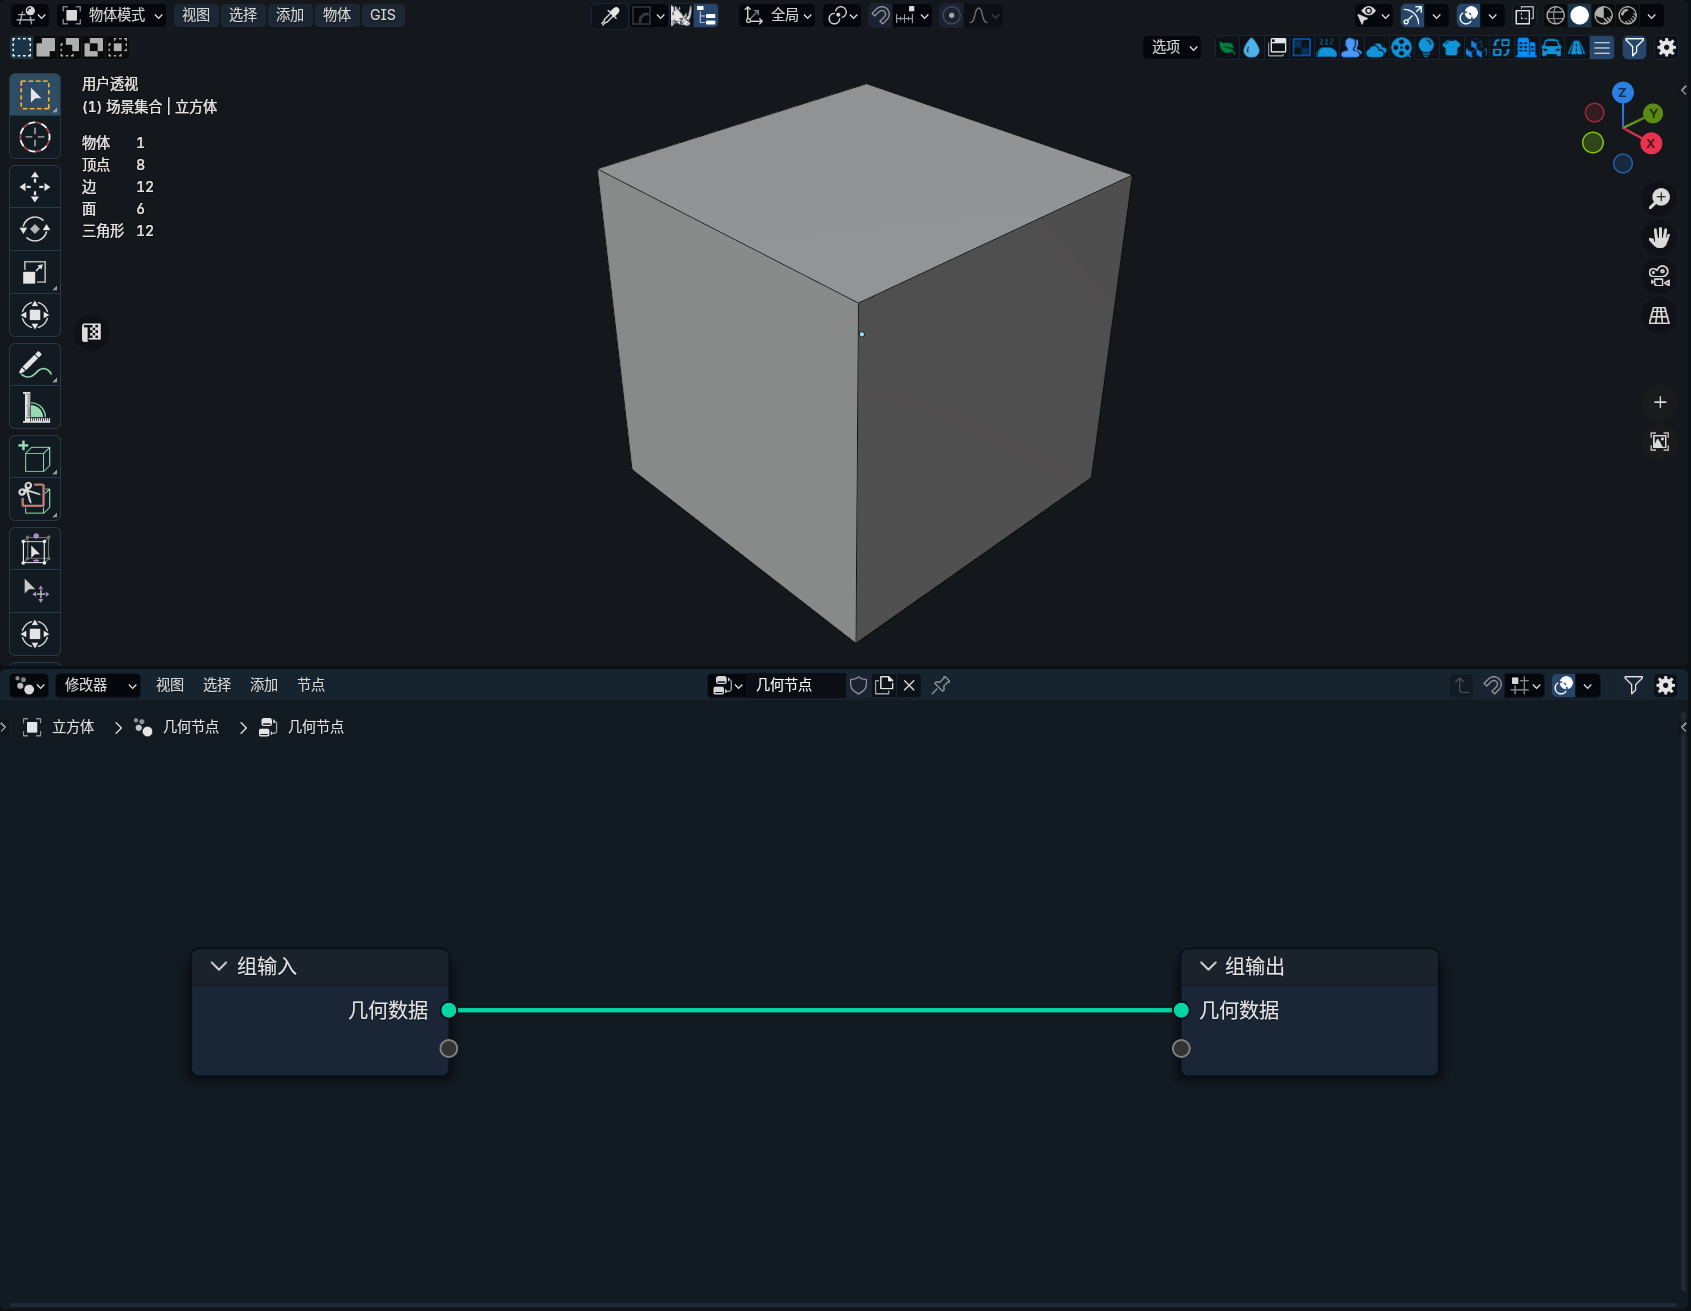 物体模式 视图 选择 添加 物体 GIS 全局
选项
用户透视
(1) 场景集合 | 立方体
物体 1
顶点 8
边 12
面 6
三角形 12
Z
Y
X
修改器 视图 选择 添加 节点 几何节点
立方体 几何节点 几何节点
组输入
几何数据
组输出
几何数据